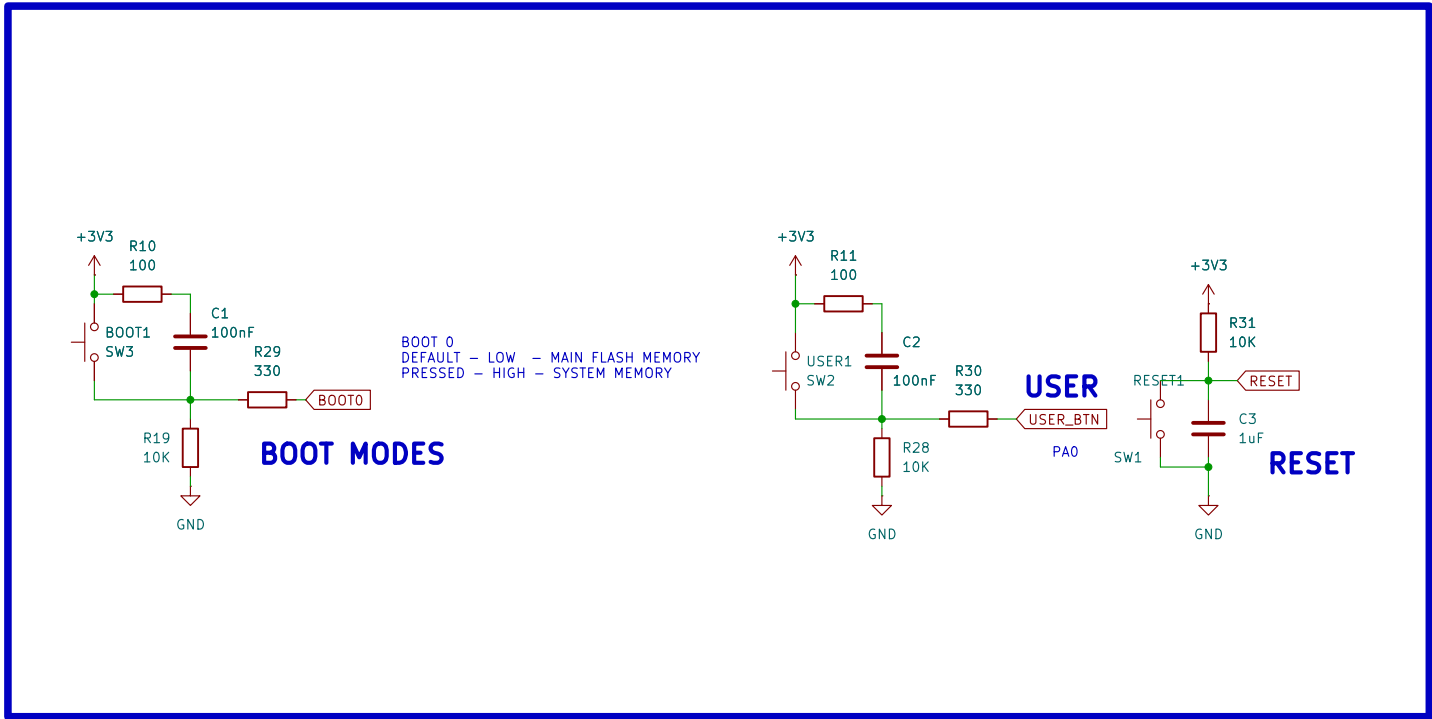 +3V3
R10
100
C1
100nF
BOOT1
SW3
R29
330
BOOT0
R19
10K
GND
BOOT 0
DEFAULT – LOW – MAIN FLASH MEMORY
PRESSED – HIGH – SYSTEM MEMORY
BOOT MODES
+3V3
R11
100
C2
100nF
USER1
SW2
R30
330
USER
USER_BTN
PA0
R28
10K
GND
+3V3
R31
10K
RESET1
RESET
C3
1uF
SW1
RESET
GND